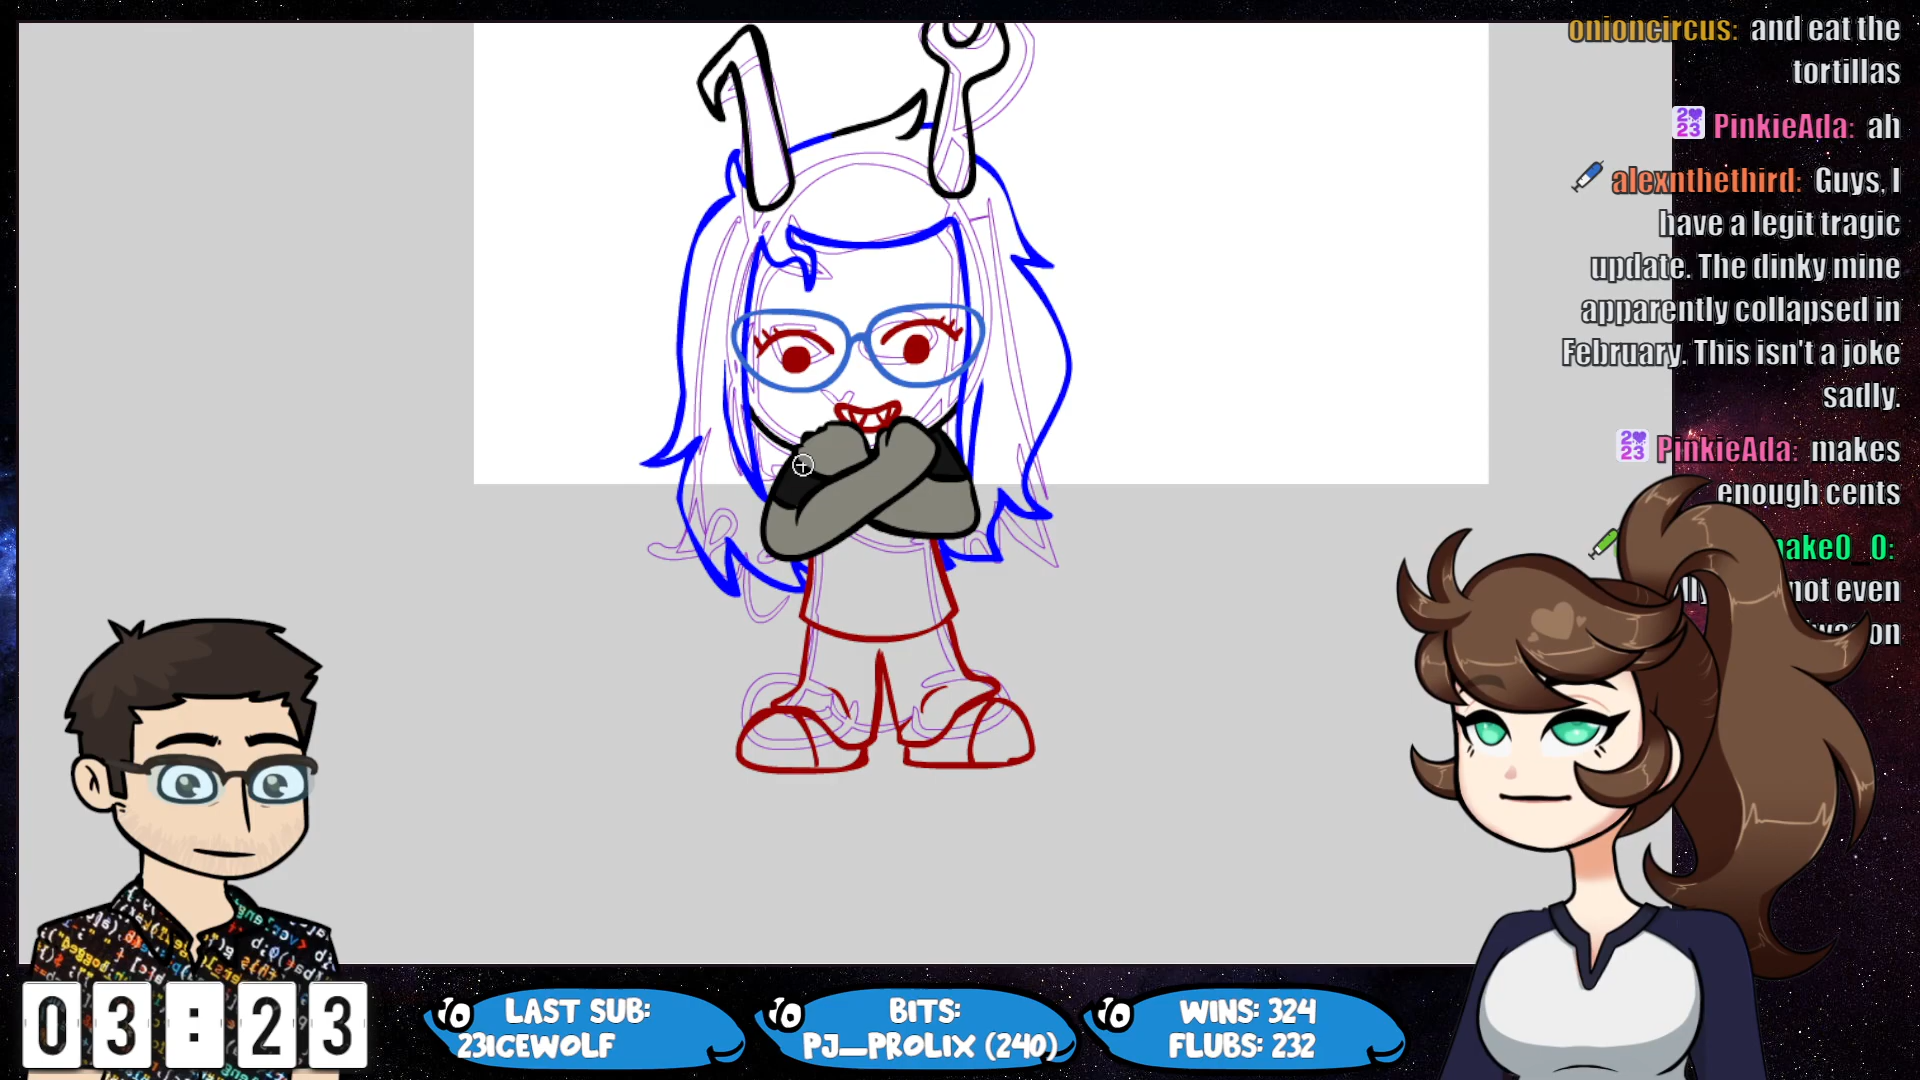 onioncircus: and eat the
tortillas
PinkieAda: ah
alexnthethird: Guys, I
have a legit tragic
update. The dinky mine
apparently collapsed in
February. This isn't a joke
sadly.
PinkieAda: makes
enough cents
not even
on
03:23
LAST SUB:
23ICEWOLF
BITS:
PJ_PROLIX (240)
WINS: 324
FLUBS: 232